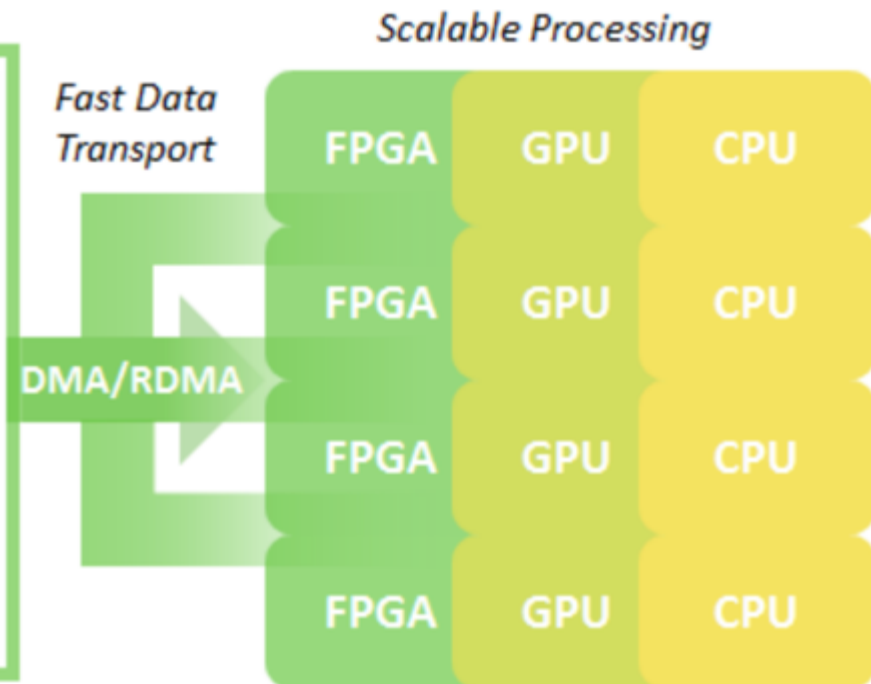 Scalable Processing
Fast Data
Transport
FPGA GPU CPU
FPGA GPU CPU
DMA/RDMA
FPGA GPU CPU
FPGA GPU CPU